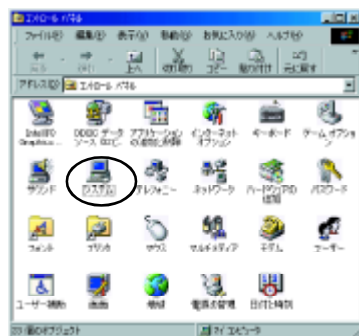 コントロール パネル
ファイル(F) 編集(E) 表示(V) 移動(G) お気に入り(A) ヘルプ(H)
戻る 進む 上へ 切り取り コピー 貼り付け 元に戻す
アドレス(D) コントロール パネル
Intel(R) Graphics... ODBC データ ソース アプリケーションの追加と削除 インターネット オプション キーボード ゲーム オプション
サウンド システム テレフォニー ネットワーク ハードウェアの追加 パスワード
フォント プリンタ マウス マルチメディア モデム ユーザー
ユーザー補助 画面 地域 電源の管理 日付と時刻
個のオブジェクト マイ コンピュータ